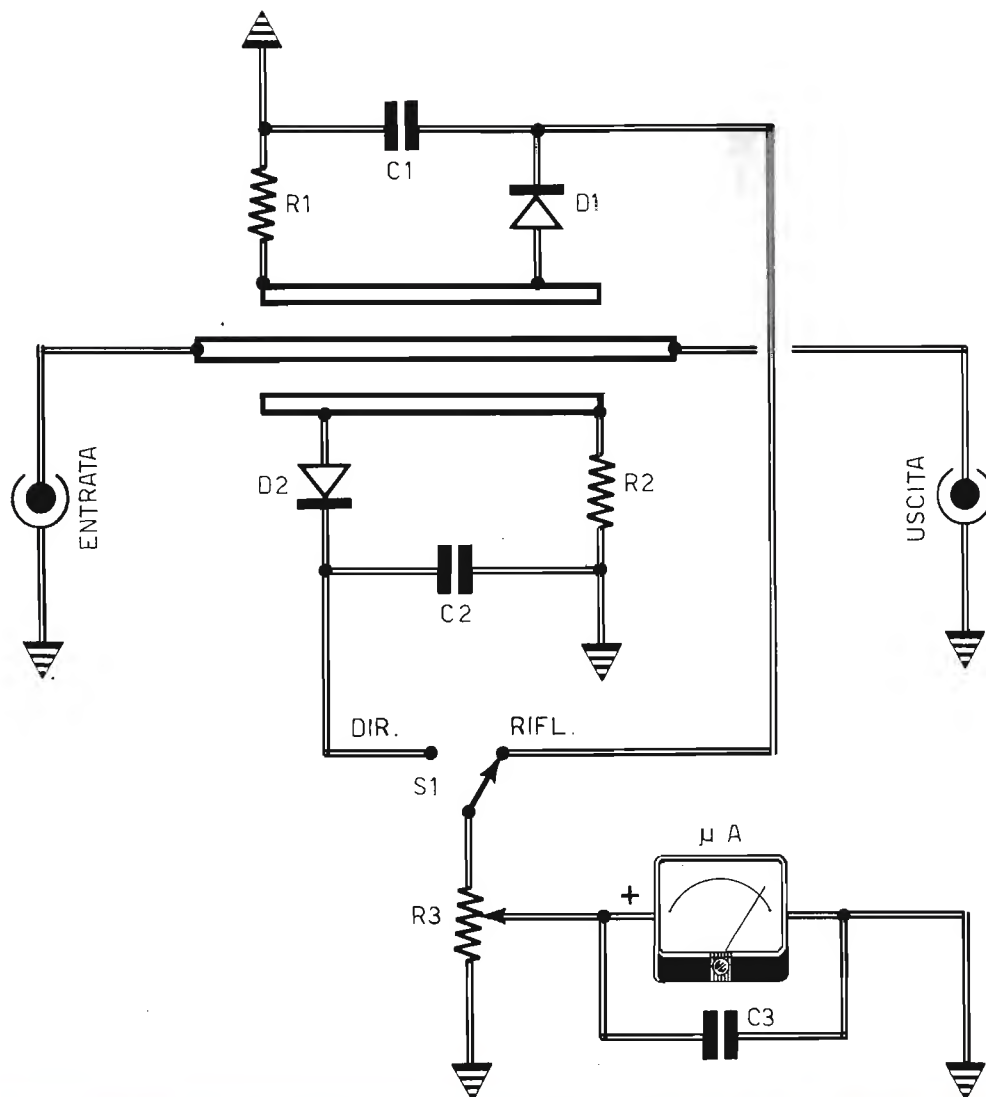 C1
R1
D1
D2
R2
C2
ENTRATA
USCITA
DIR.
RIFL.
S1
μ A
+
R3
C3